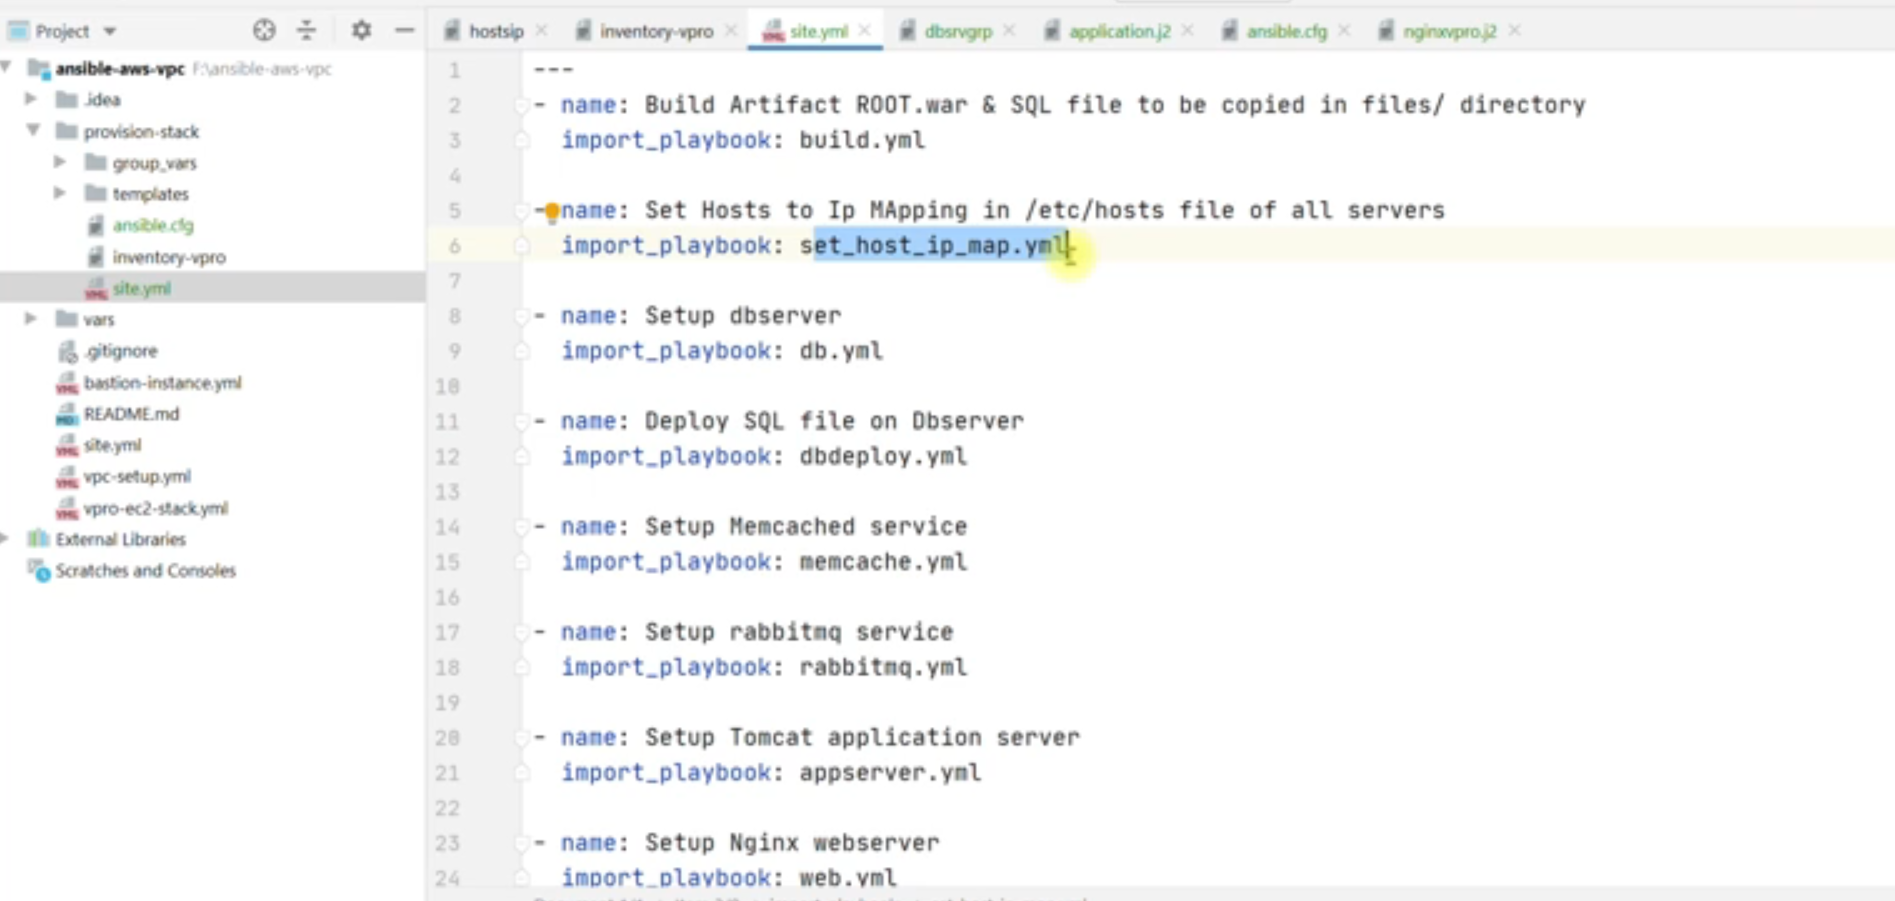 Project
hostsip
inventory-vpro
site.yml
dbsrvgrp
application.j2
ansible.cfg
nginxvpro.j2
ansible-aws-vpc F:\ansible-aws-vpc
.idea
provision-stack
group_vars
templates
ansible.cfg
inventory-vpro
site.yml
vars
.gitignore
bastion-instance.yml
README.md
site.yml
vpc-setup.yml
vpro-ec2-stack.yml
External Libraries
Scratches and Consoles
1 ---
2 - name: Build Artifact ROOT.war & SQL file to be copied in files/ directory
3 import_playbook: build.yml
4
5 - name: Set Hosts to Ip MApping in /etc/hosts file of all servers
6 import_playbook: set_host_ip_map.yml
7
8 - name: Setup dbserver
9 import_playbook: db.yml
10
11 - name: Deploy SQL file on Dbserver
12 import_playbook: dbdeploy.yml
13
14 - name: Setup Memcached service
15 import_playbook: memcache.yml
16
17 - name: Setup rabbitmq service
18 import_playbook: rabbitmq.yml
19
20 - name: Setup Tomcat application server
21 import_playbook: appserver.yml
22
23 - name: Setup Nginx webserver
24 import_playbook: web.yml